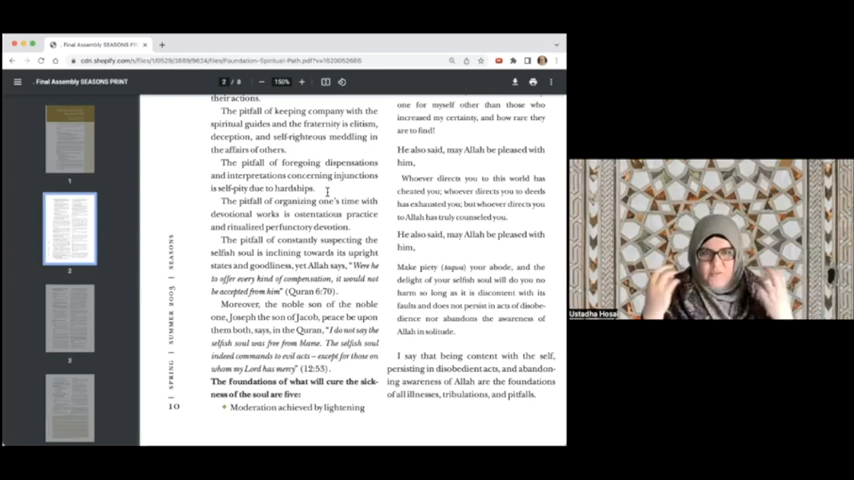 . Final Assembly SEASONS PRINT
. Final Assembly SEASONS PRINT
2 / 8
150%
1
2
3
their actions.
The pitfall of keeping company with the
spiritual guides and the fraternity is elitism,
deception, and self-righteous meddling in
the affairs of others.
The pitfall of foregoing dispensations
and interpretations concerning injunctions
is self-pity due to hardships.
The pitfall of organizing one's time with
devotional works is ostentatious practice
and ritualized perfunctory devotion.
The pitfall of constantly suspecting the
selfish soul is inclining towards its upright
states and goodliness, yet Allah says, "Were he
to offer every kind of compensation, it would not
be accepted from him" (Quran 6:70).
Moreover, the noble son of the noble
one, Joseph the son of Jacob, peace be upon
them both, says, in the Quran, "I do not say the
selfish soul was free from blame. The selfish soul
indeed commands to evil acts—except for those on
whom my Lord has mercy" (12:53).
The foundations of what will cure the sick-
ness of the soul are five:
❖ Moderation achieved by lightening
SPRING | SUMMER 2003 | SEASONS
10
one for myself other than those who
increased my certainty, and how rare they
are to find!
He also said, may Allah be pleased with
him,
Whoever directs you to this world has
cheated you; whoever directs you to deeds
has exhausted you; but whoever directs you
to Allah has truly counseled you.
He also said, may Allah be pleased with
him,
Make piety (taqwa) your abode, and the
delight of your selfish soul will do you no
harm so long as it is discontent with its
faults and does not persist in acts of disobe-
dience nor abandons the awareness of
Allah in solitude.
I say that being content with the self,
persisting in disobedient acts, and abandon-
ing awareness of Allah are the foundations
of all illnesses, tribulations, and pitfalls.
Ustadha Hosai